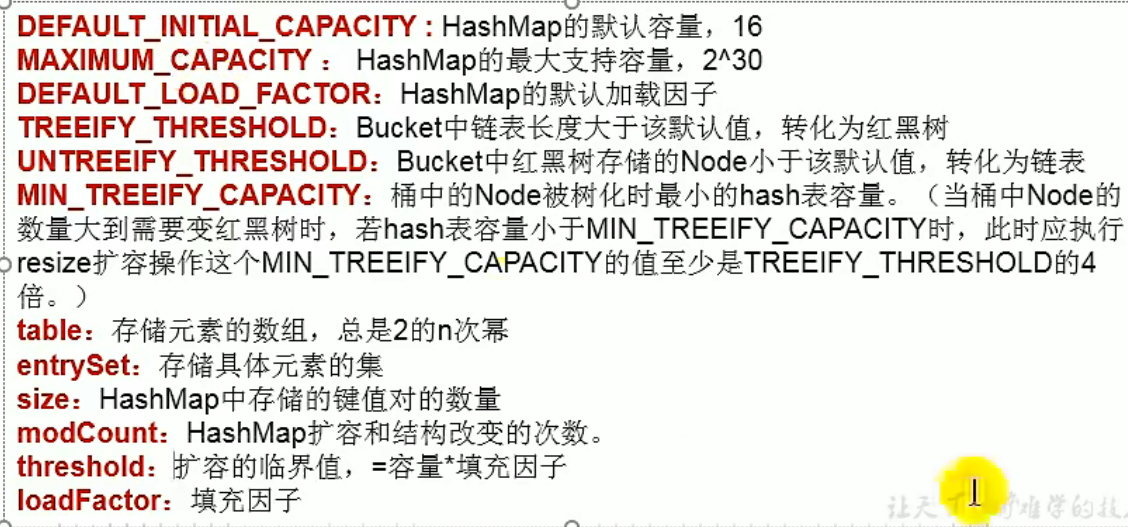 DEFAULT_INITIAL_CAPACITY : HashMap的默认容量，16
MAXIMUM_CAPACITY ： HashMap的最大支持容量，2^30
DEFAULT_LOAD_FACTOR：HashMap的默认加载因子
TREEIFY_THRESHOLD：Bucket中链表长度大于该默认值，转化为红黑树
UNTREEIFY_THRESHOLD：Bucket中红黑树存储的Node小于该默认值，转化为链表
MIN_TREEIFY_CAPACITY：桶中的Node被树化时最小的hash表容量。（当桶中Node的
数量大到需要变红黑树时，若hash表容量小于MIN_TREEIFY_CAPACITY时，此时应执行
resize扩容操作这个MIN_TREEIFY_CAPACITY的值至少是TREEIFY_THRESHOLD的4
倍。）
table：存储元素的数组，总是2的n次幂
entrySet：存储具体元素的集
size：HashMap中存储的键值对的数量
modCount：HashMap扩容和结构改变的次数。
threshold：扩容的临界值，=容量*填充因子
loadFactor：填充因子
让天 难学的技